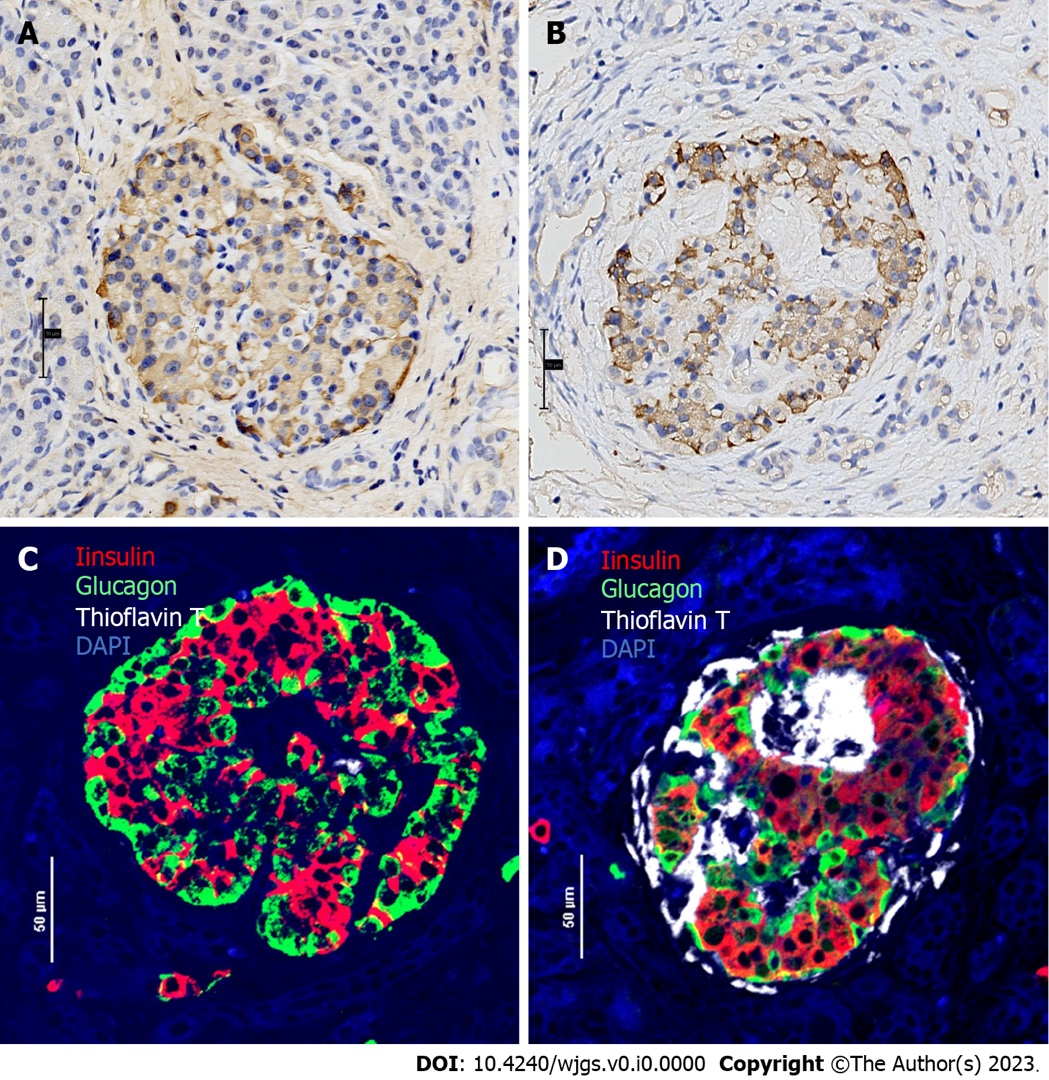 A
B
C
Iinsulin
Glucagon
Thioflavin T
DAPI
50 µm
D
Iinsulin
Glucagon
Thioflavin T
DAPI
50 µm
DOI: 10.4240/wjgs.v0.i0.0000 Copyright ©The Author(s) 2023.